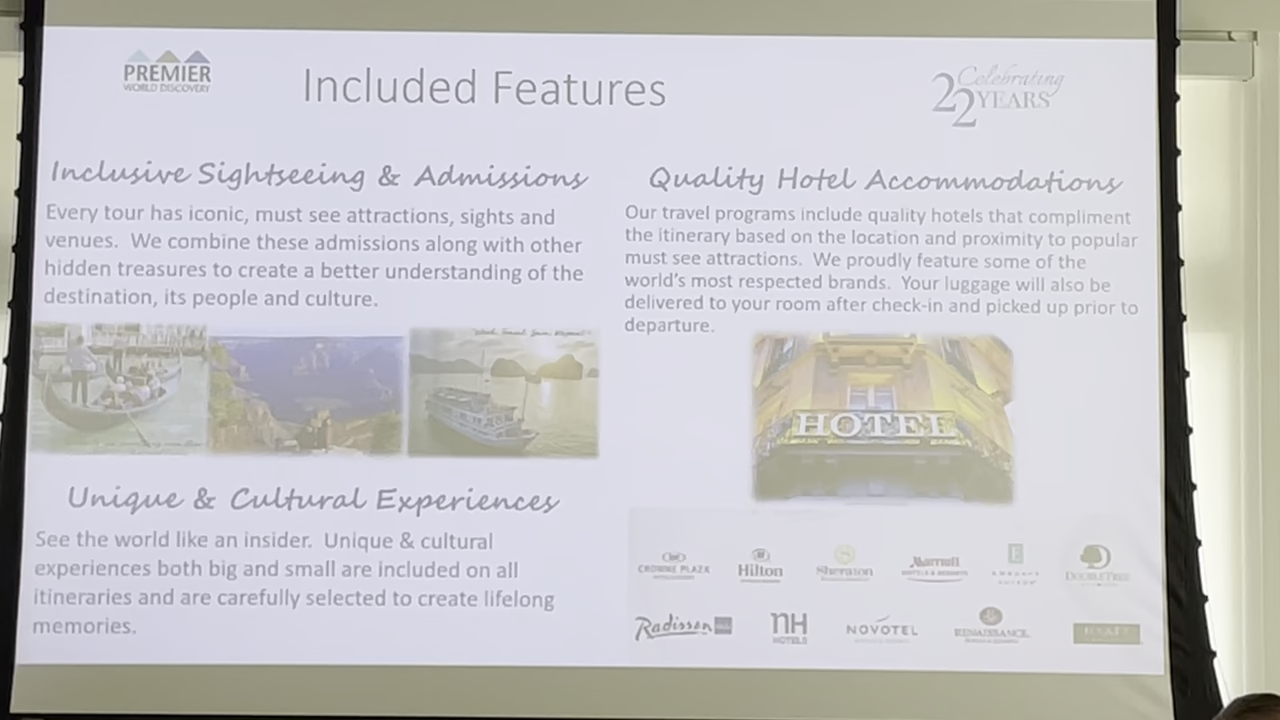 PREMIER
WORLD DISCOVERY
Included Features
Celebrating
22 YEARS
Inclusive Sightseeing & Admissions
Every tour has iconic, must see attractions, sights and
venues. We combine these admissions along with other
hidden treasures to create a better understanding of the
destination, its people and culture.
Unique & Cultural Experiences
See the world like an insider. Unique & cultural
experiences both big and small are included on all
itineraries and are carefully selected to create lifelong
memories.
Quality Hotel Accommodations
Our travel programs include quality hotels that compliment
the itinerary based on the location and proximity to popular
must see attractions. We proudly feature some of the
world's most respected brands. Your luggage will also be
delivered to your room after check-in and picked up prior to
departure.
HOTEL
CROWNE PLAZA
Hilton
Sheraton
Marriott
HOTELS & RESORTS
DOUBLETREE
Radisson
nH
HOTELS
NOVOTEL
RENAISSANCE
HYATT